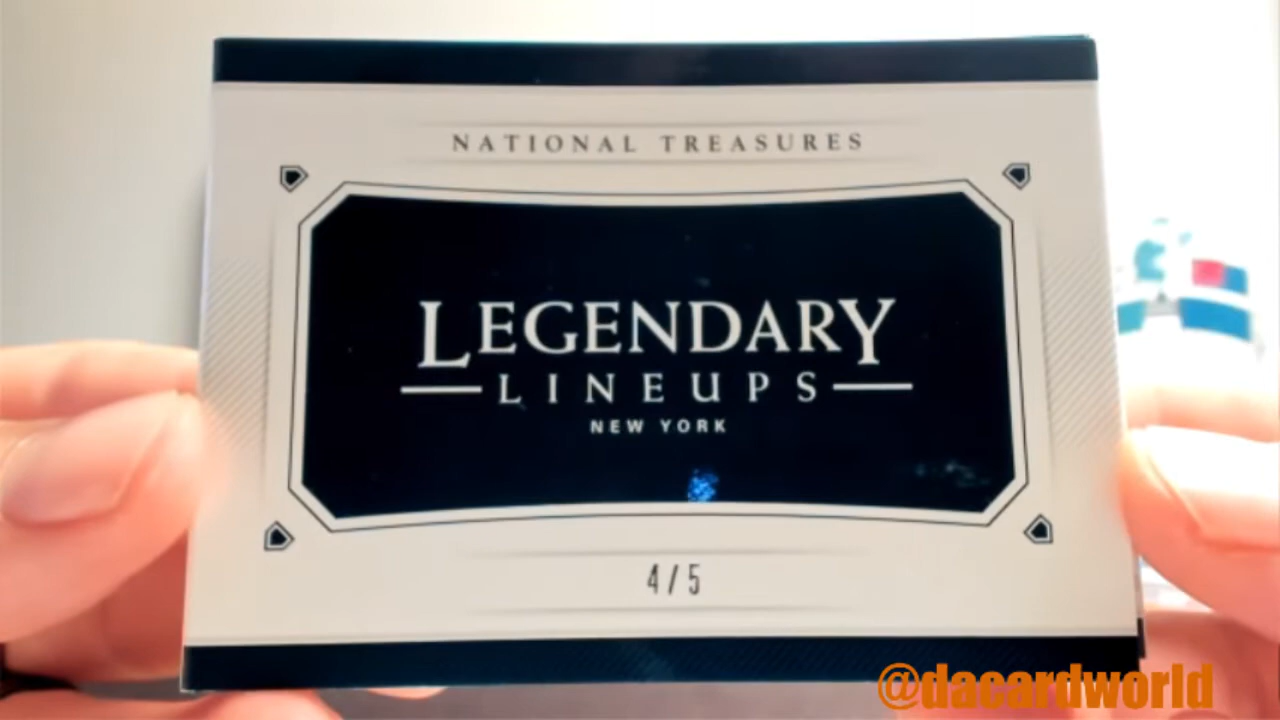 NATIONAL TREASURES
LEGENDARY
LINEUPS
NEW YORK
4/5
@dacardworld